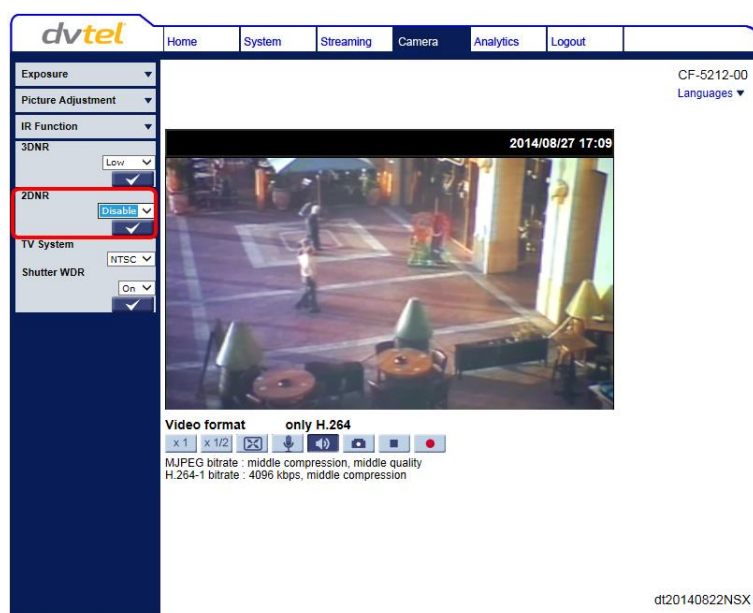 dvtel
Home System Streaming Camera Analytics Logout
CF-5212-00
Languages ▼
Exposure ▼
Picture Adjustment ▼
IR Function ▼
3DNR
Low
2DNR
Disable
TV System
NTSC
Shutter WDR
On
2014/08/27 17:09
Video format only H.264
x 1 x 1/2
MJPEG bitrate : middle compression, middle quality
H.264-1 bitrate : 4096 kbps, middle compression
dt20140822NSX